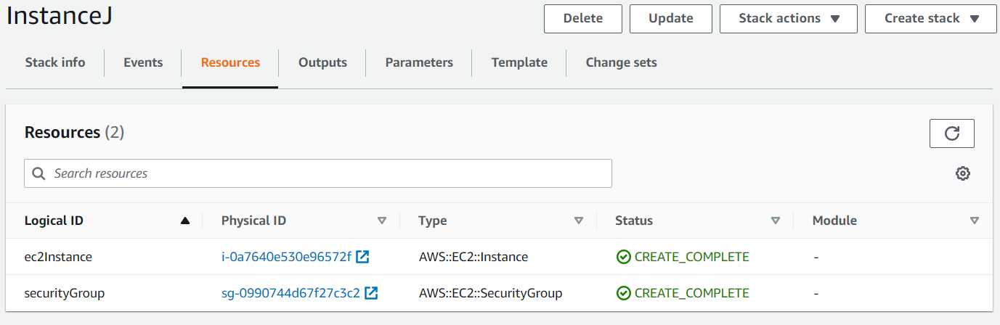 InstanceJ
Delete
Update
Stack actions
Create stack
Stack info
Events
Resources
Outputs
Parameters
Template
Change sets
Resources (2)
Search resources
Logical ID
Physical ID
Type
Status
Module
ec2Instance
i-0a7640e530e96572f
AWS::EC2::Instance
CREATE_COMPLETE
-
securityGroup
sg-0990744d67f27c3c2
AWS::EC2::SecurityGroup
CREATE_COMPLETE
-